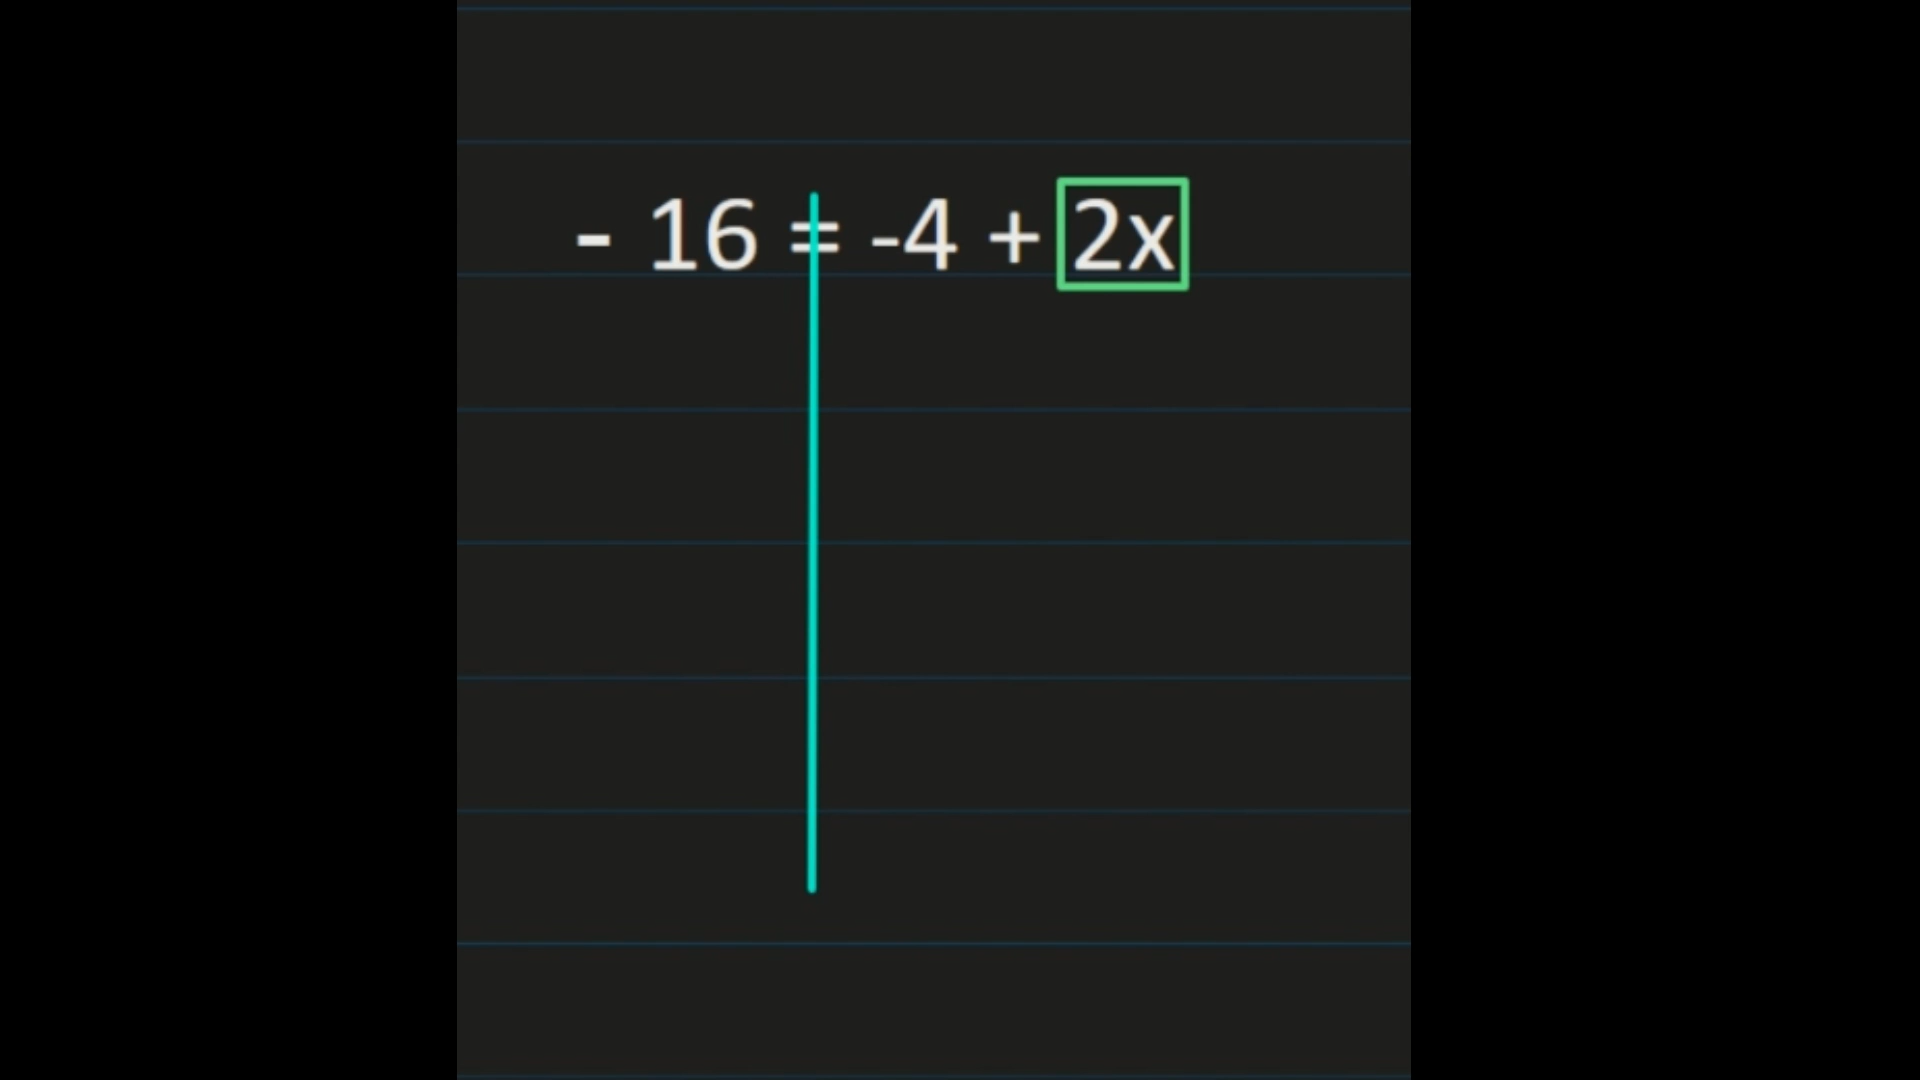 - 16 = -4 + 2x